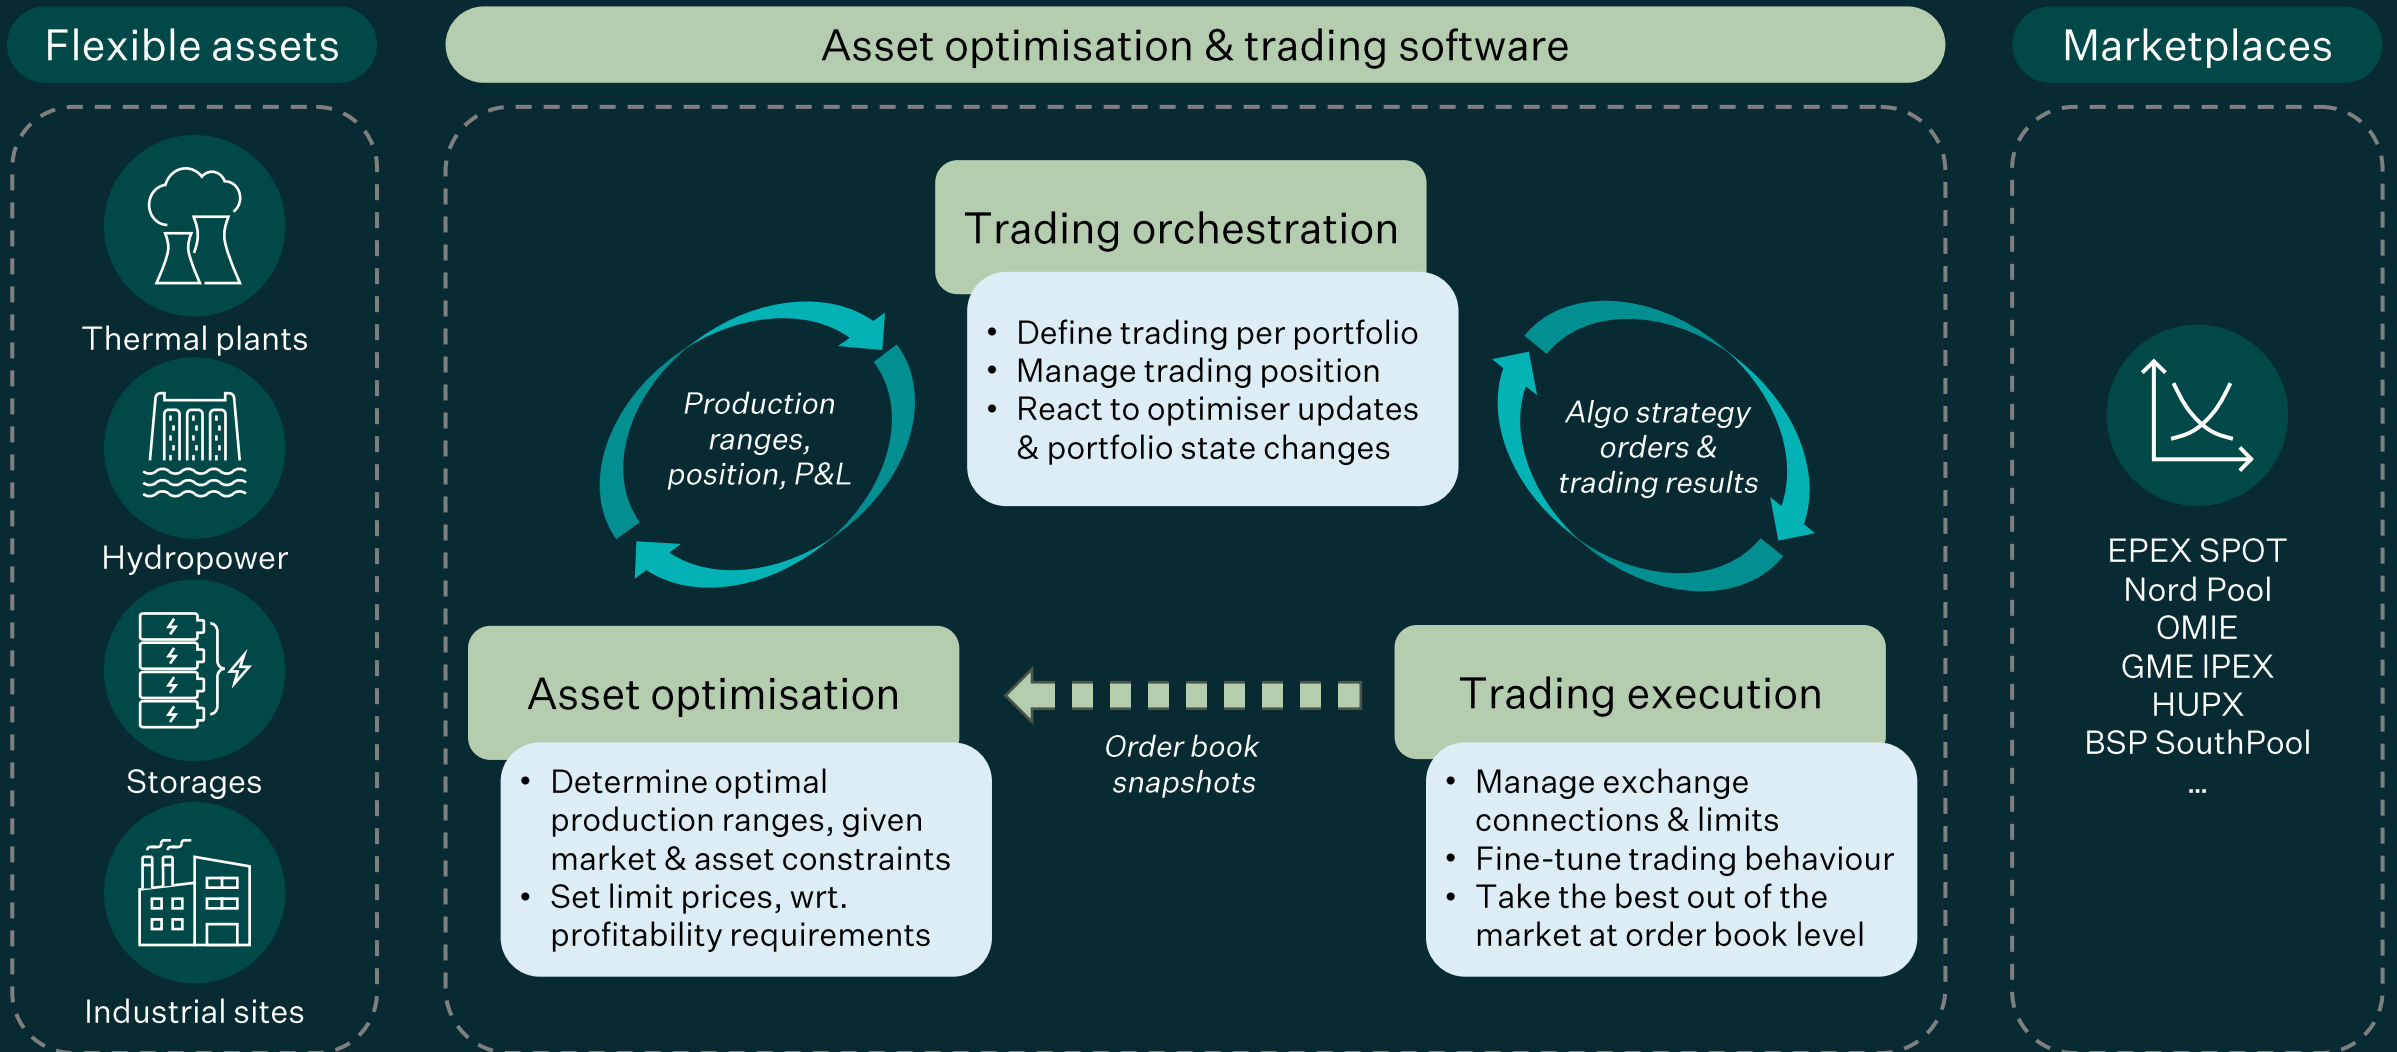 Flexible assets
Asset optimisation & trading software
Marketplaces
Thermal plants
Hydropower
Storages
Industrial sites
Trading orchestration
• Define trading per portfolio
• Manage trading position
• React to optimiser updates
& portfolio state changes
Production
ranges,
position, P&L
Algo strategy
orders &
trading results
Asset optimisation
• Determine optimal
production ranges, given
market & asset constraints
• Set limit prices, wrt.
profitability requirements
Order book
snapshots
Trading execution
• Manage exchange
connections & limits
• Fine-tune trading behaviour
• Take the best out of the
market at order book level
EPEX SPOT
Nord Pool
OMIE
GME IPEX
HUPX
BSP SouthPool
...